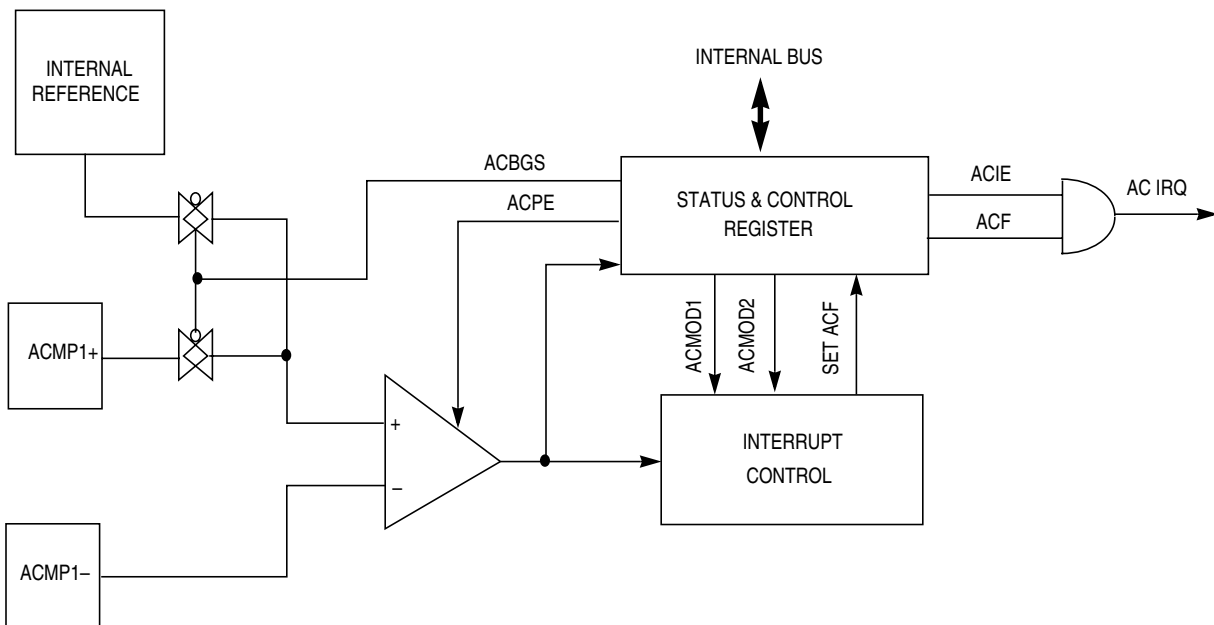 INTERNAL
REFERENCE
INTERNAL BUS
ACBGS
ACPE
STATUS & CONTROL
REGISTER
ACIE
ACF
AC IRQ
ACMP1+
ACMOD1
ACMOD2
SET ACF
+
–
INTERRUPT
CONTROL
ACMP1–